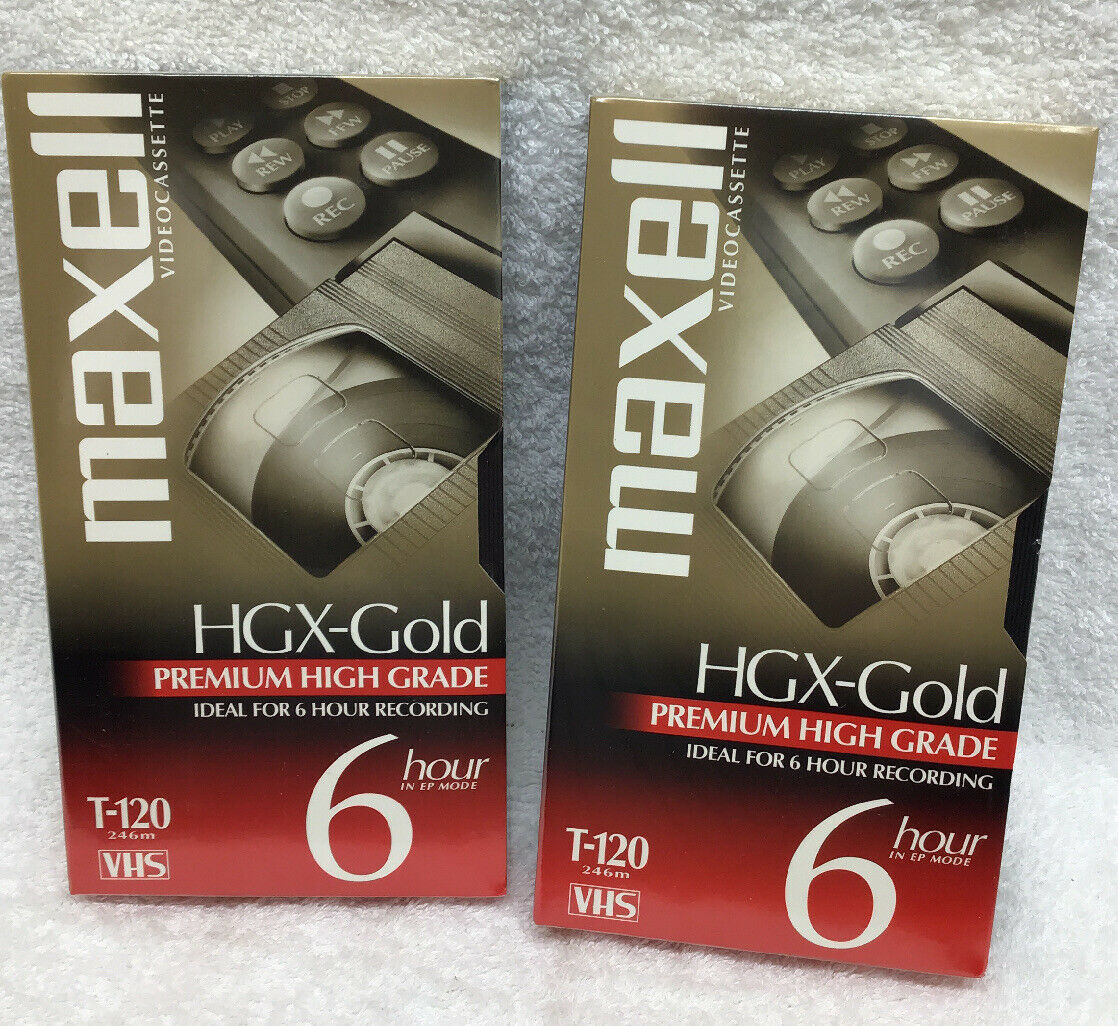 maxell
VIDEOCASSETTE
STOP
PLAY
FFW
REW
PAUSE
REC
HGX-Gold
PREMIUM HIGH GRADE
IDEAL FOR 6 HOUR RECORDING
6 hour
IN EP MODE
T-120
246m
VHS
maxell
VIDEOCASSETTE
STOP
PLAY
FFW
REW
PAUSE
REC
HGX-Gold
PREMIUM HIGH GRADE
IDEAL FOR 6 HOUR RECORDING
6 hour
IN EP MODE
T-120
246m
VHS